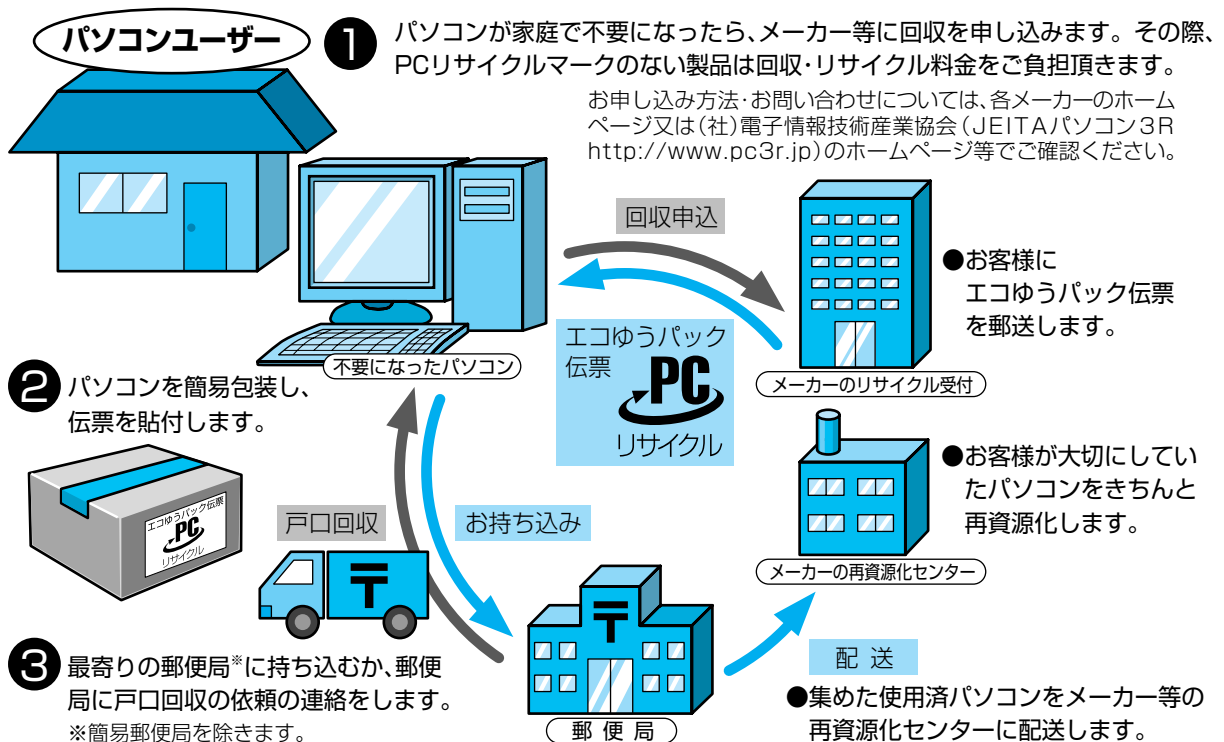 パソコンユーザー
❶ パソコンが家庭で不要になったら、メーカー等に回収を申し込みます。その際、
PCリサイクルマークのない製品は回収・リサイクル料金をご負担頂きます。
お申し込み方法・お問い合わせについては、各メーカーのホーム
ページ又は(社)電子情報技術産業協会(JEITAパソコン3R
http://www.pc3r.jp)のホームページ等でご確認ください。
回収申込
●お客様に
エコゆうパック伝票
を郵送します。
エコゆうパック
伝票
PC
リサイクル
不要になったパソコン
メーカーのリサイクル受付
❷ パソコンを簡易包装し、
伝票を貼付します。
エコゆうパック伝票
PC
リサイクル
戸口回収
お持ち込み
●お客様が大切にしてい
たパソコンをきちんと
再資源化します。
メーカーの再資源化センター
〒
〒
❸ 最寄りの郵便局※に持ち込むか、郵便
局に戸口回収の依頼の連絡をします。
※簡易郵便局を除きます。
郵便局
配送
●集めた使用済パソコンをメーカー等の
再資源化センターに配送します。